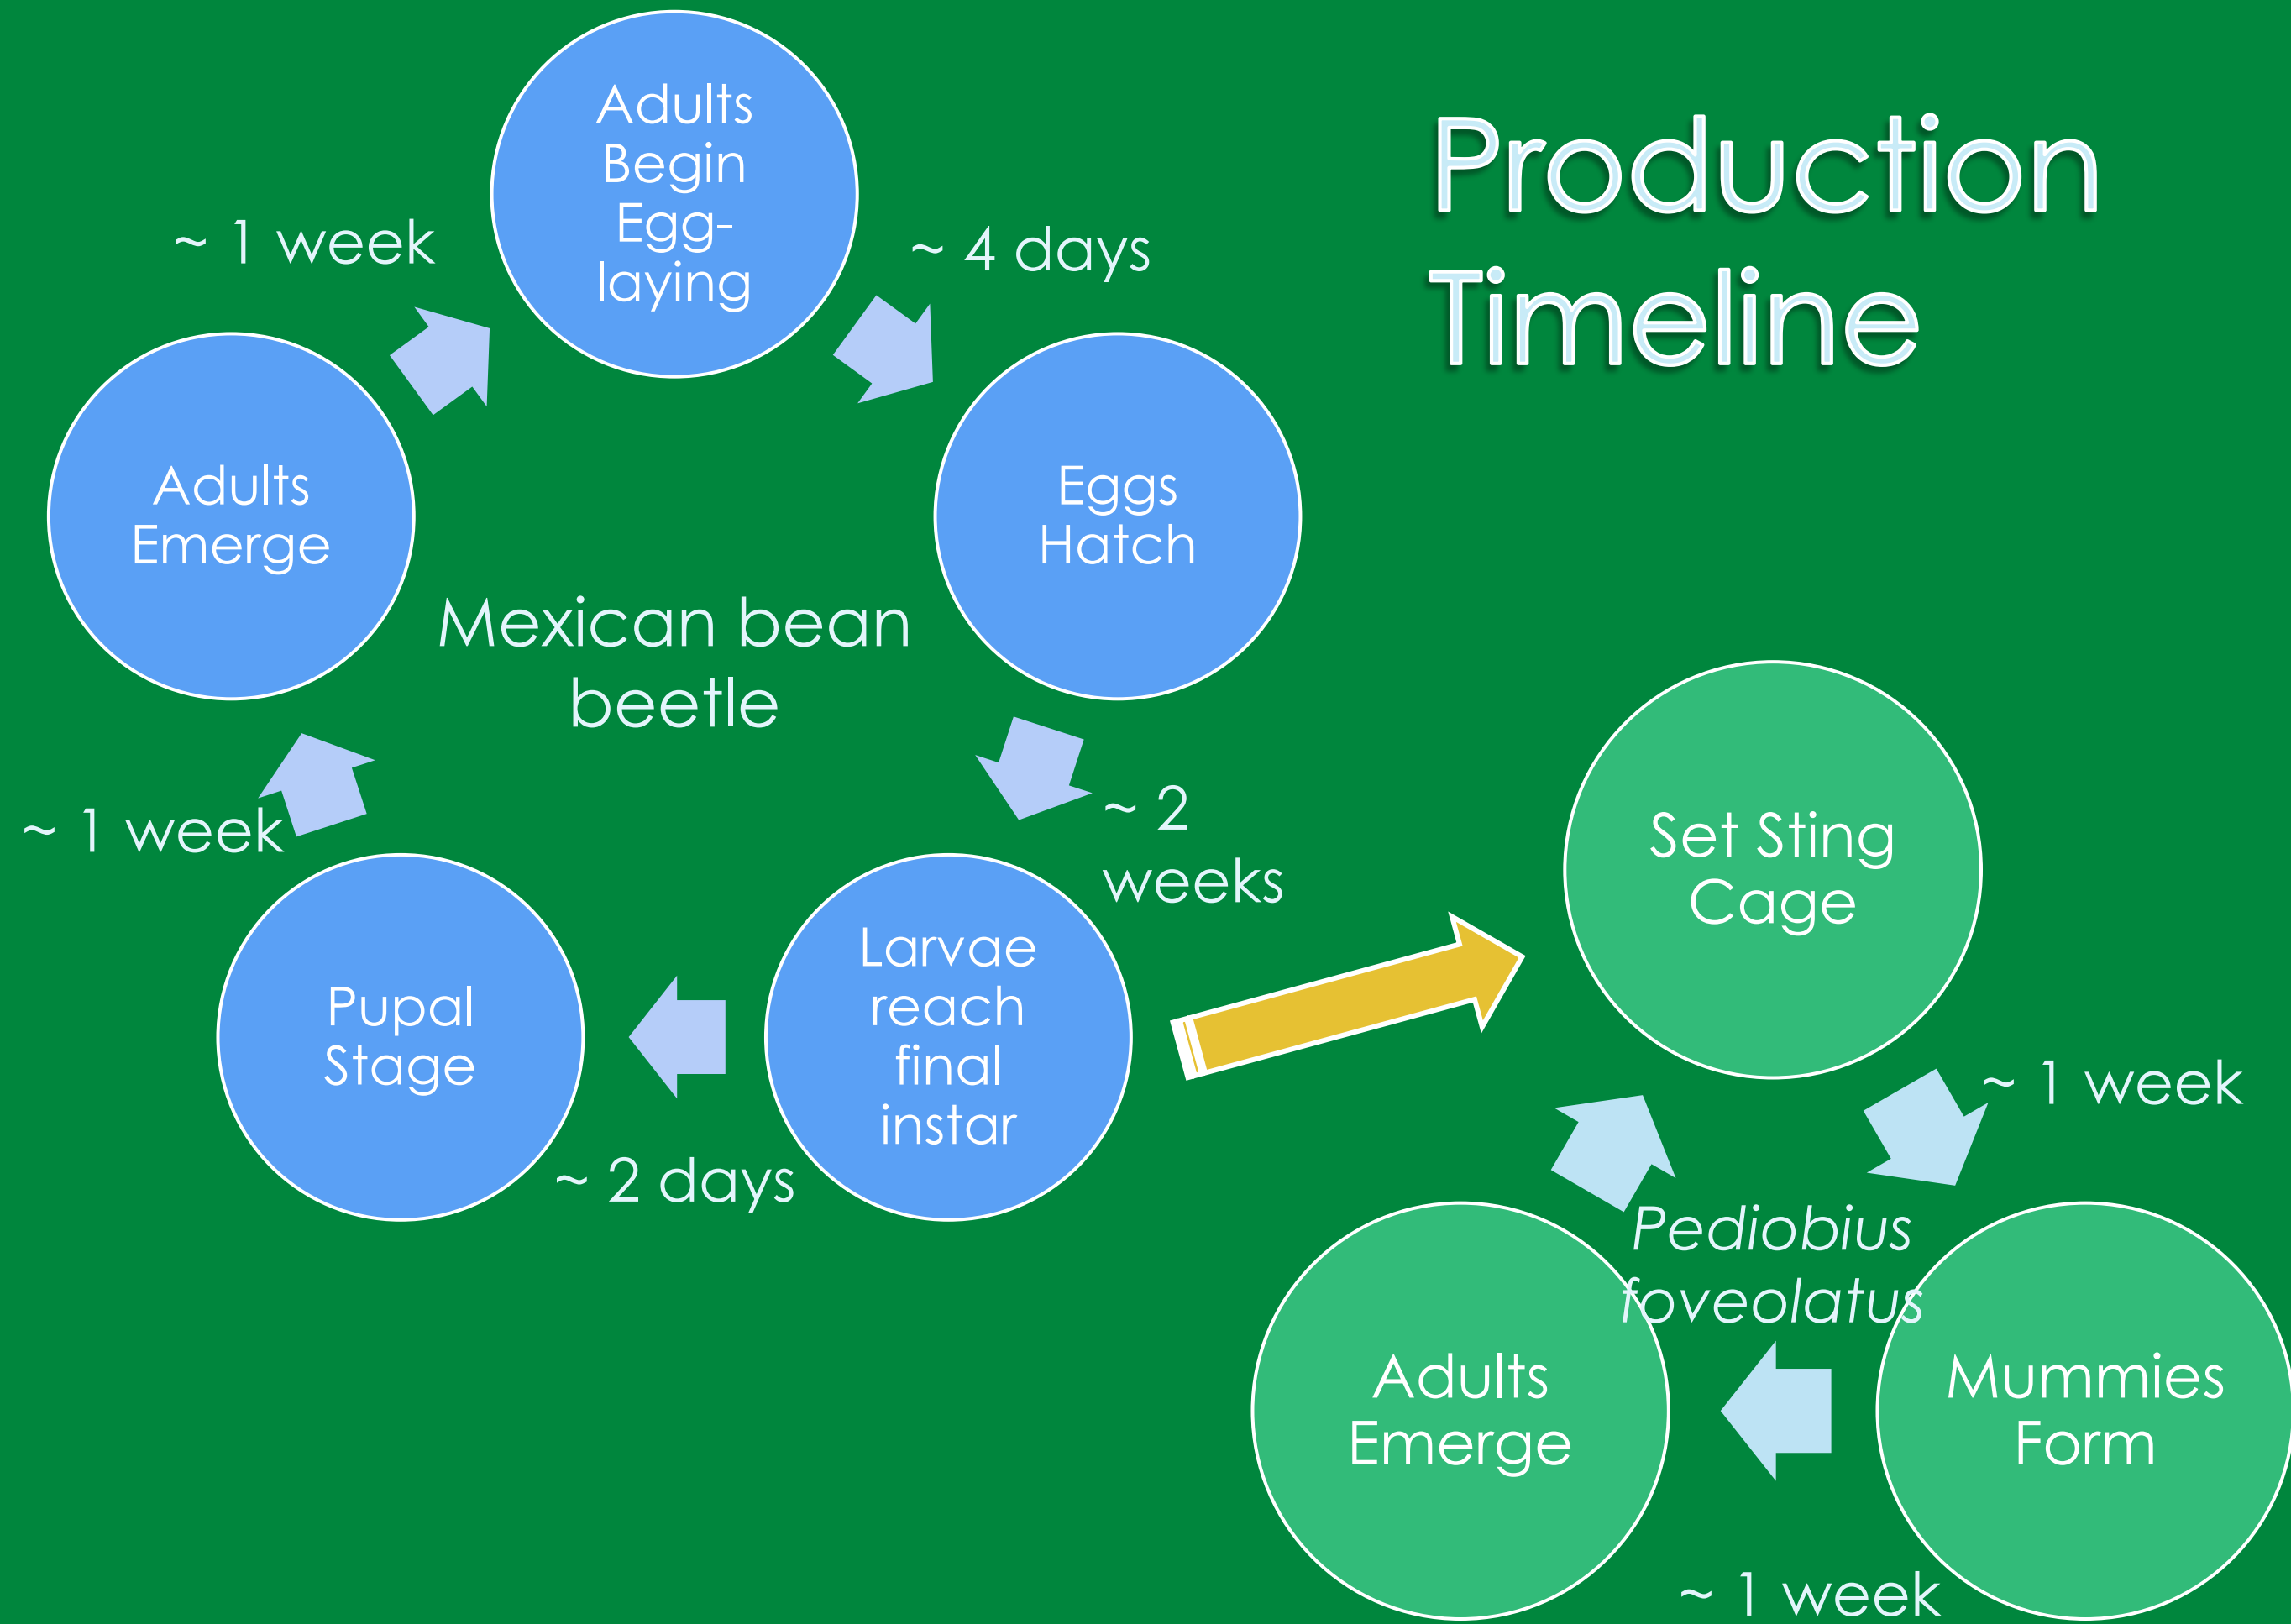 Production
Timeline
Adults
Begin
Egg-
laying
~ 4 days
Eggs
Hatch
~ 2
weeks
Larvae
reach
final
instar
~ 2 days
Pupal
Stage
~ 1 week
Adults
Emerge
~ 1 week
Mexican bean
beetle
Set Sting
Cage
~ 1 week
Mummies
Form
~ 1 week
Adults
Emerge
Pediobius
foveolatus